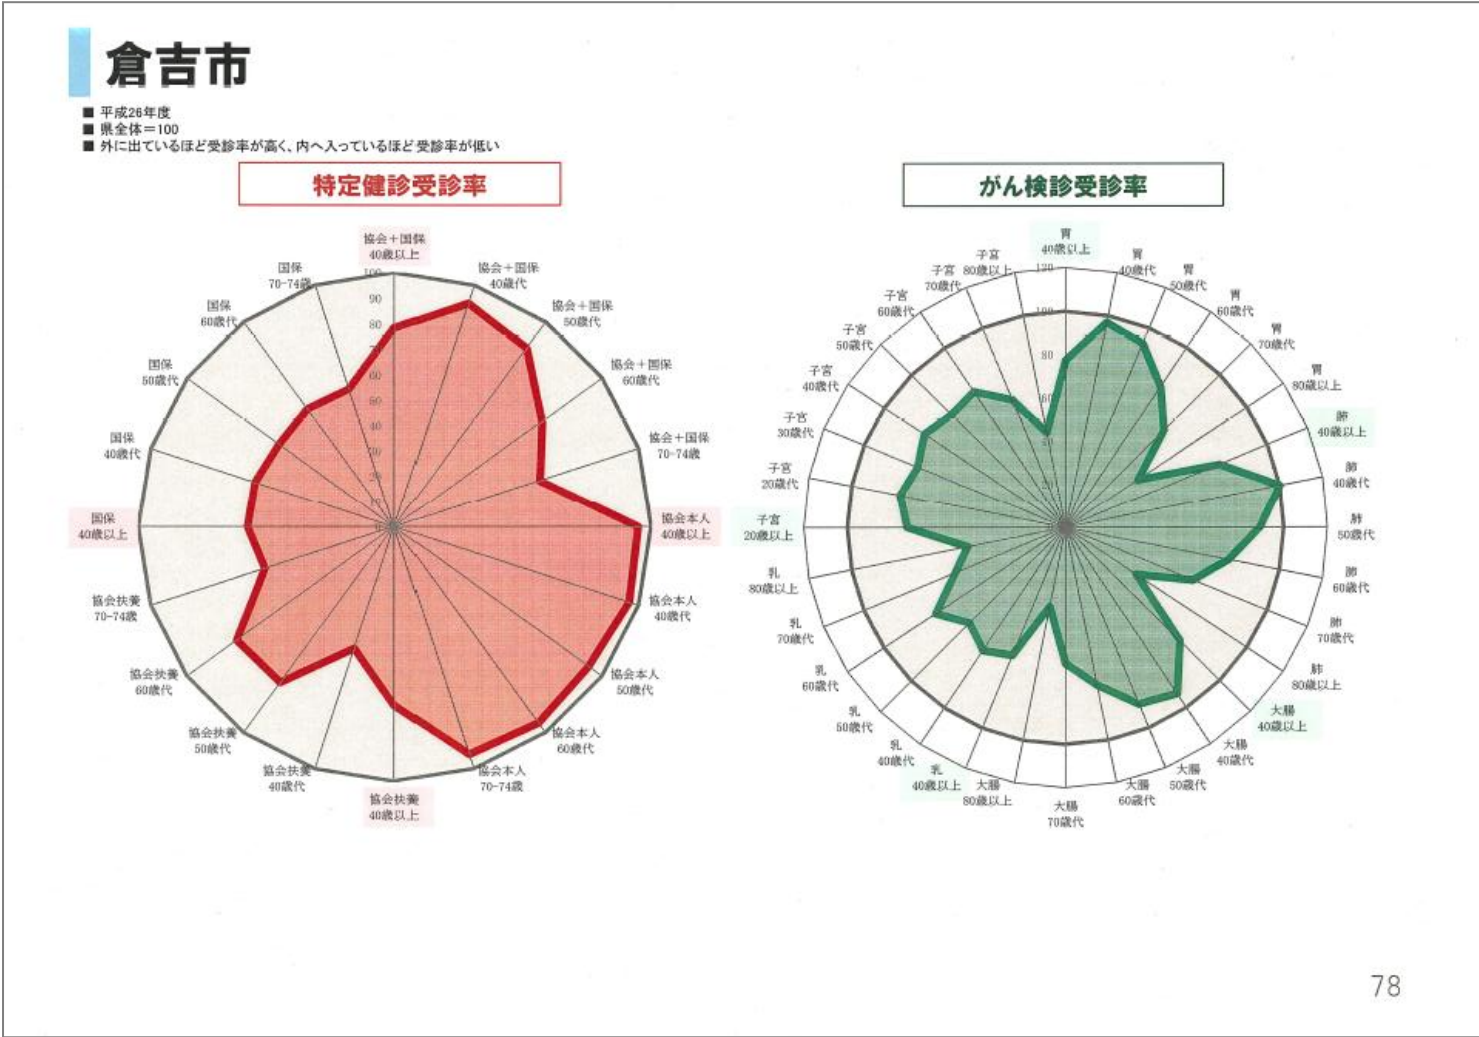 倉吉市
■ 平成26年度
■ 県全体=100
■ 外に出ているほど受診率が高く、内へ入っているほど受診率が低い
特定健診受診率
協会+国保
40歳以上
協会+国保
40歳代
協会+国保
50歳代
協会+国保
60歳代
協会+国保
70-74歳
協会本人
40歳以上
協会本人
40歳代
協会本人
50歳代
協会本人
60歳代
協会本人
70-74歳
協会扶養
40歳以上
協会扶養
40歳代
協会扶養
50歳代
協会扶養
60歳代
協会扶養
70-74歳
国保
40歳以上
国保
40歳代
国保
50歳代
国保
60歳代
国保
70-74歳
100
90
80
60
50
40
がん検診受診率
胃
40歳以上
胃
40歳代
胃
50歳代
胃
60歳代
胃
70歳代
胃
80歳以上
肺
40歳以上
肺
40歳代
肺
50歳代
肺
60歳代
肺
70歳代
肺
80歳以上
大腸
40歳以上
大腸
40歳代
大腸
50歳代
大腸
60歳代
大腸
70歳代
大腸
80歳以上
乳
40歳以上
乳
40歳代
乳
50歳代
乳
60歳代
乳
70歳代
乳
80歳以上
子宮
20歳以上
子宮
20歳代
子宮
30歳代
子宮
40歳代
子宮
50歳代
子宮
60歳代
子宮
70歳代
子宮
80歳以上
120
100
80
60
78